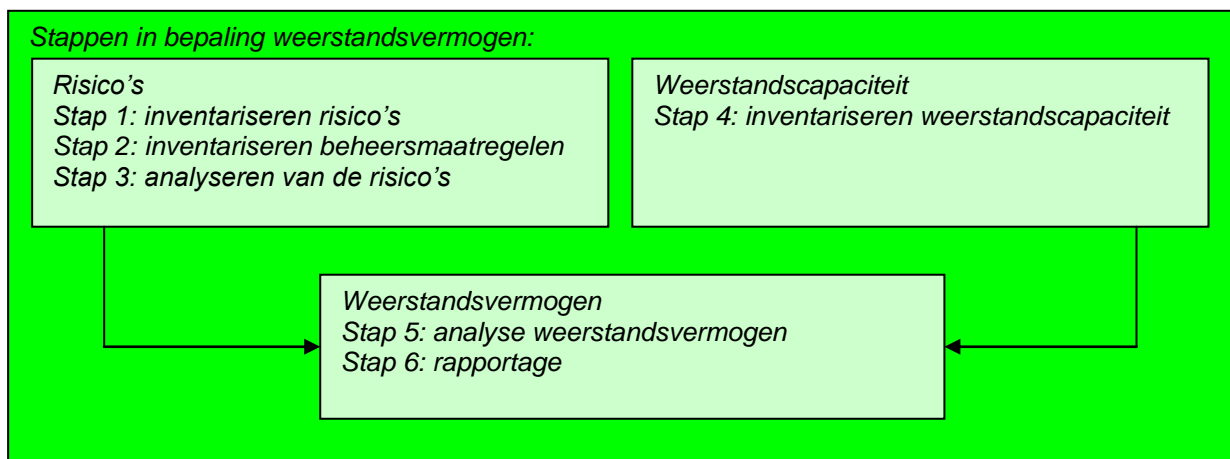 Stappen in bepaling weerstandsvermogen:
Risico’s
Stap 1: inventariseren risico’s
Stap 2: inventariseren beheersmaatregelen
Stap 3: analyseren van de risico’s
Weerstandscapaciteit
Stap 4: inventariseren weerstandscapaciteit
Weerstandsvermogen
Stap 5: analyse weerstandsvermogen
Stap 6: rapportage